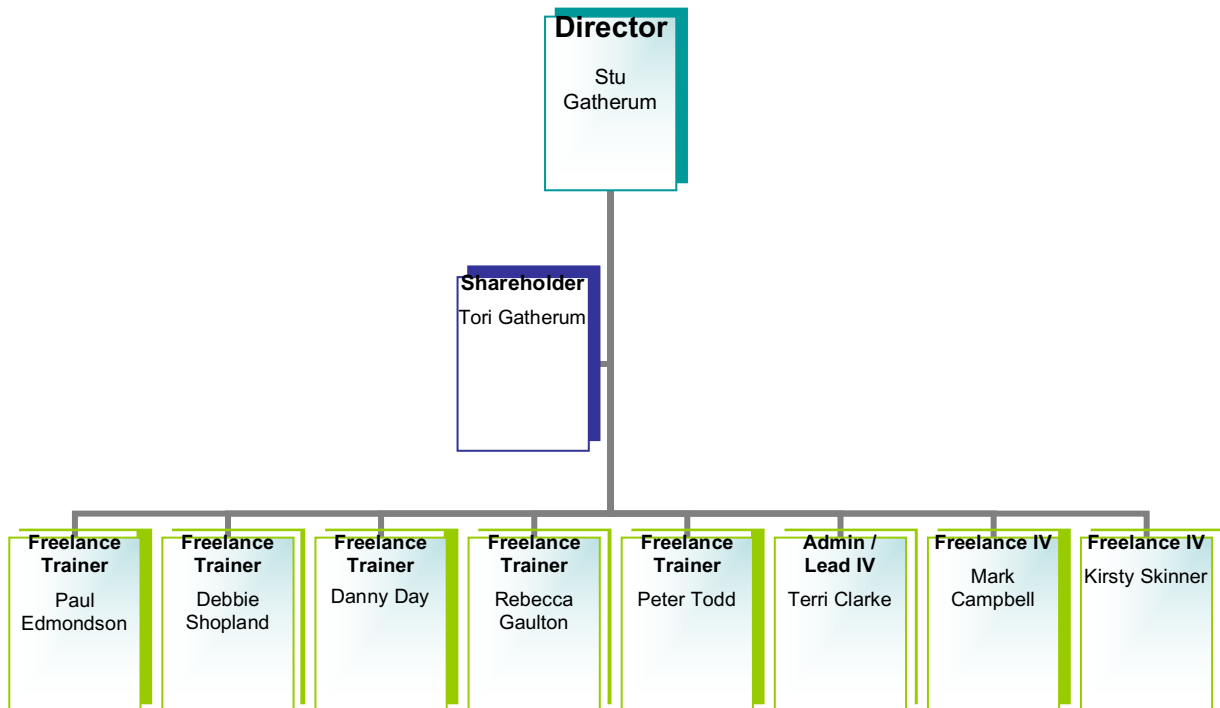 Director
Stu
Gatherum
Shareholder
Tori Gatherum
Freelance
Trainer
Paul
Edmondson
Freelance
Trainer
Debbie
Shopland
Freelance
Trainer
Danny Day
Freelance
Trainer
Rebecca
Gaulton
Freelance
Trainer
Peter Todd
Admin /
Lead IV
Terri Clarke
Freelance IV
Mark
Campbell
Freelance IV
Kirsty Skinner